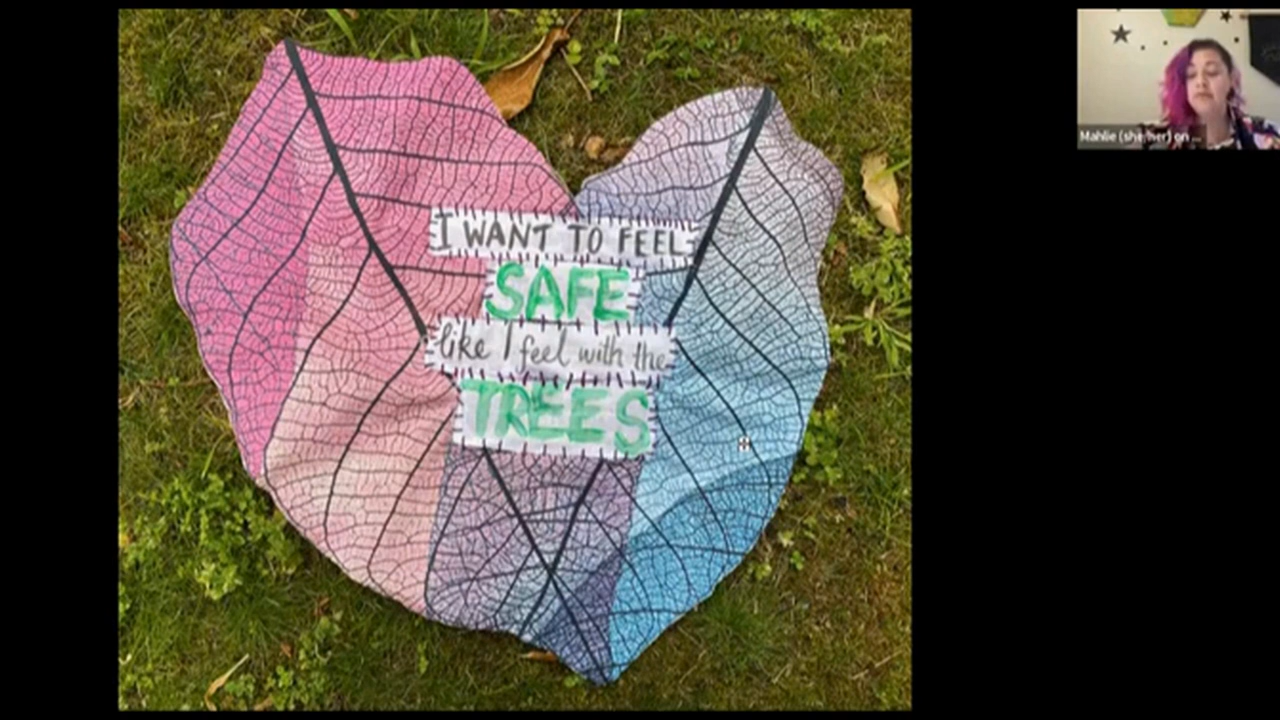 I WANT TO FEEL
SAFE
like I feel with the
TREES
Mahlie (she/her) on ...